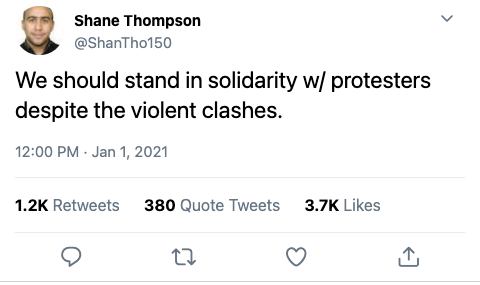 Shane Thompson
@ShanTho150
We should stand in solidarity w/ protesters
despite the violent clashes.
12:00 PM · Jan 1, 2021
1.2K Retweets 380 Quote Tweets 3.7K Likes